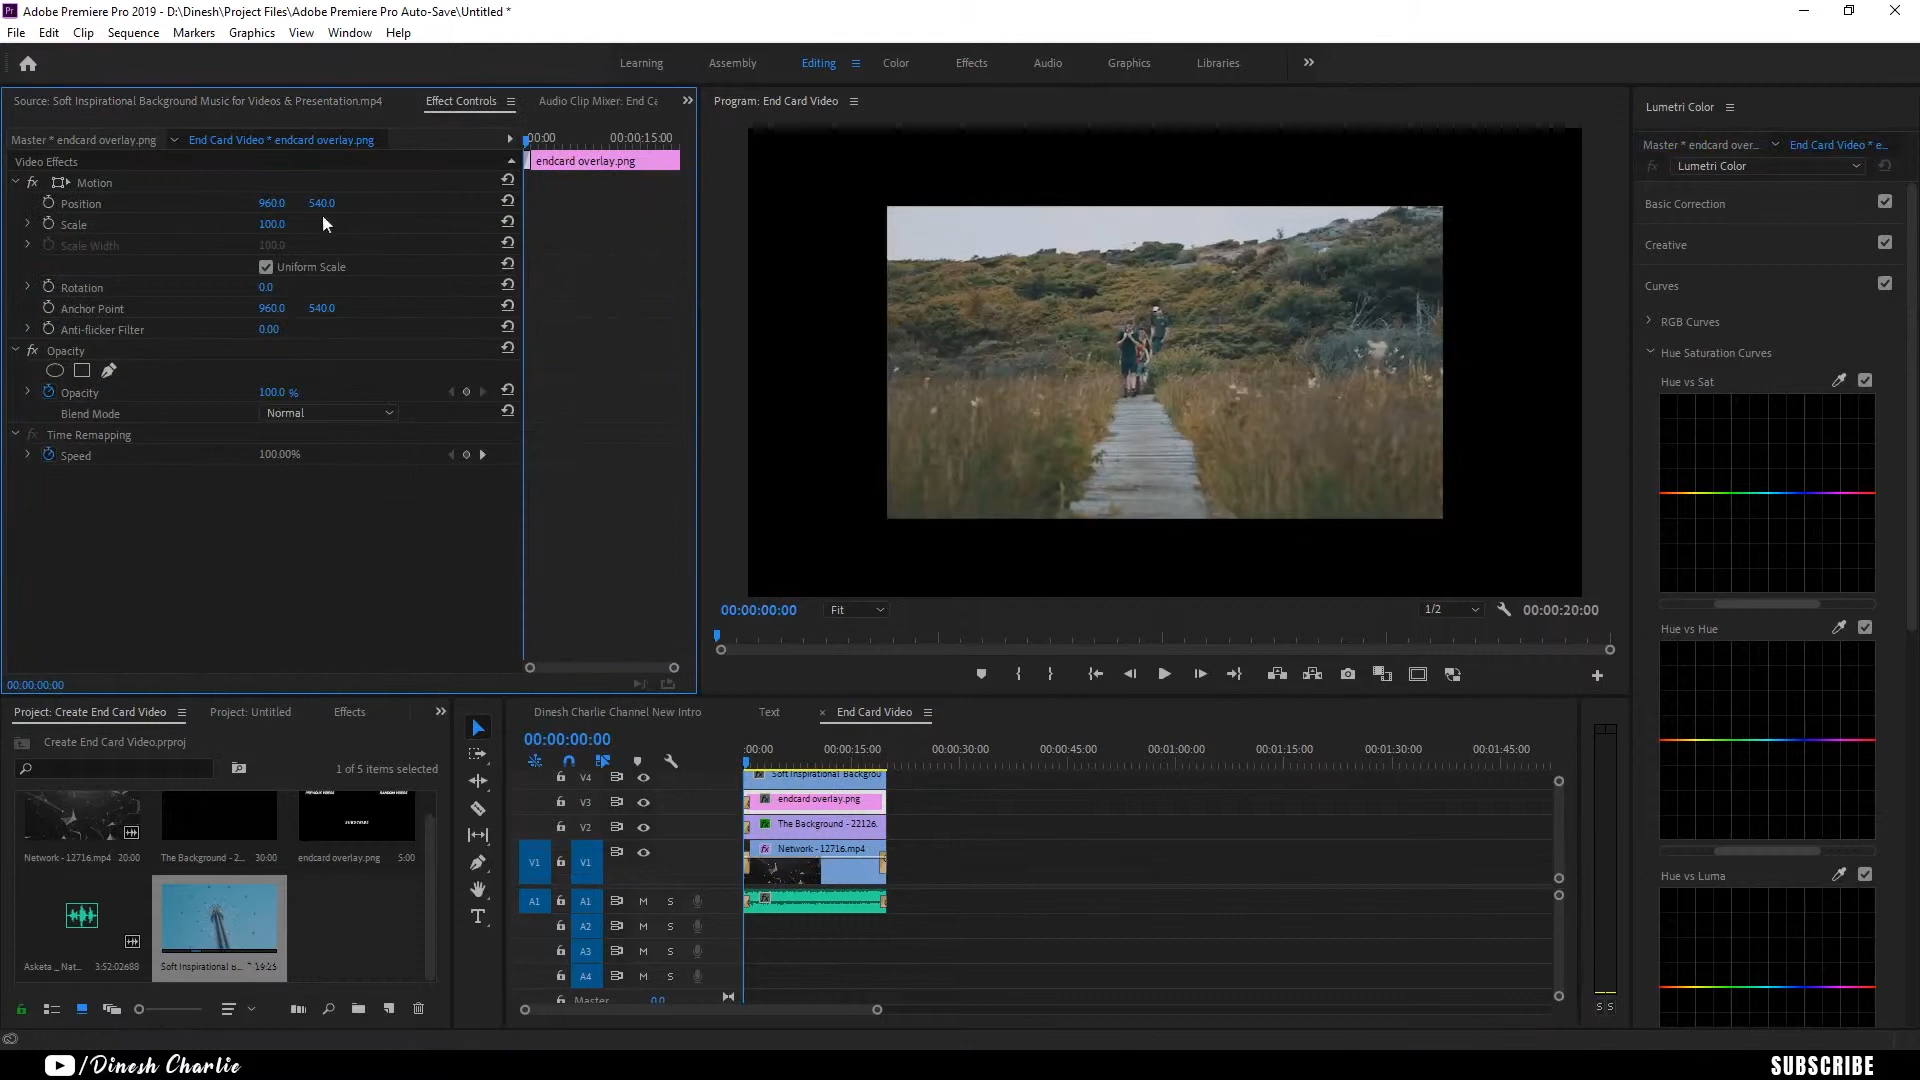 Adobe Premiere Pro 2019 - D:\Dinesh\Project Files\Adobe Premiere Pro Auto-Save\Untitled *
File Edit Clip Sequence Markers Graphics View Window Help
Learning Assembly Editing Color Effects Audio Graphics Libraries
Source: Soft Inspirational Background Music for Videos & Presentation.mp4 Effect Controls Audio Clip Mixer: End Ca
Master * endcard overlay.png End Card Video * endcard overlay.png :00:00 00:00:15:00
Video Effects endcard overlay.png
fx Motion
Position 960.0 540.0
Scale 100.0
Scale Width 100.0
Uniform Scale
Rotation 0.0
Anchor Point 960.0 540.0
Anti-flicker Filter 0.00
fx Opacity
Opacity 100.0 %
Blend Mode Normal
fx Time Remapping
Speed 100.00%
00:00:00:00
Program: End Card Video
00:00:00:00 Fit 1/2 00:00:20:00
Lumetri Color
Master * endcard over... End Card Video * e...
fx Lumetri Color
Basic Correction
Creative
Curves
RGB Curves
Hue Saturation Curves
Hue vs Sat
Hue vs Hue
Hue vs Luma
Project: Create End Card Video Project: Untitled Effects
Create End Card Video.prproj
1 of 5 items selected
Network - 12716.mp4 20:00 The Background - 2... 30:00 endcard overlay.png 5:00
SUBSCRIBE
Asketa _ Nat... 3:52:02688 Soft Inspirational B... 19:23
Dinesh Charlie Channel New Intro Text × End Card Video
00:00:00:00
:00:00 00:00:15:00 00:00:30:00 00:00:45:00 00:01:00:00 00:01:15:00 00:01:30:00 00:01:45:00
V4 fx Soft Inspirational Backgrou
V3 fx endcard overlay.png
V2 fx The Background - 22126.
V1 V1 fx Network - 12716.mp4
A1 A1 M S
A2 M S
A3 M S
A4 M S
Master 0.0
S S
/Dinesh Charlie
SUBSCRIBE